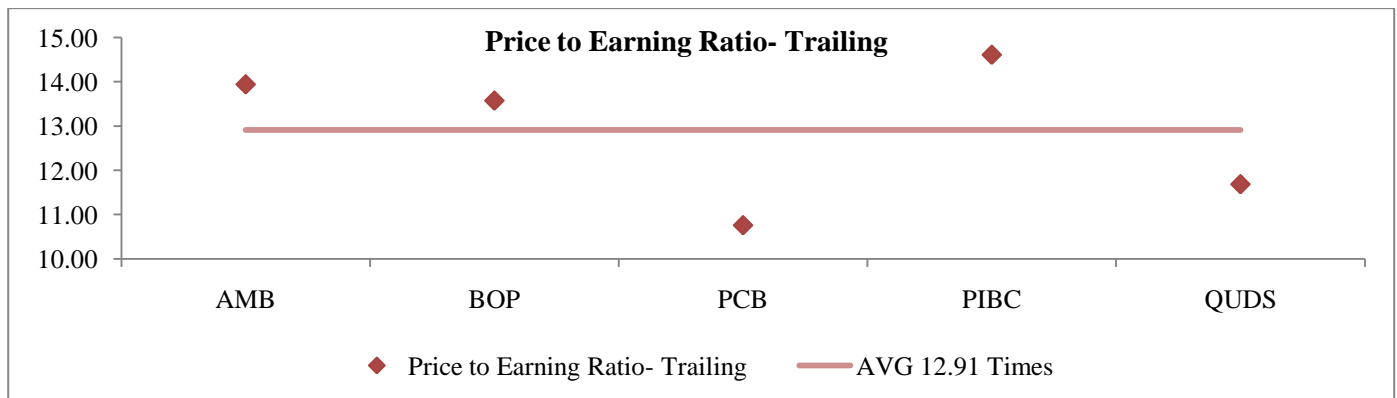 Price to Earning Ratio- Trailing
15.00
14.00
13.00
12.00
11.00
10.00
AMB BOP PCB PIBC QUDS
Price to Earning Ratio- Trailing AVG 12.91 Times